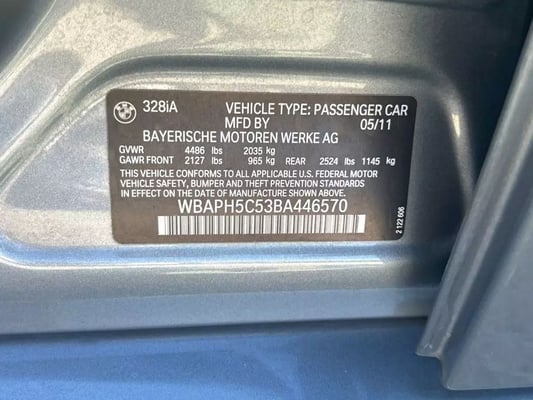 BMW
328iA VEHICLE TYPE: PASSENGER CAR
MFD BY 05/11
BAYERISCHE MOTOREN WERKE AG
GVWR 4486 lbs 2035 kg
GAWR FRONT 2127 lbs 965 kg REAR 2524 lbs 1145 kg
THIS VEHICLE CONFORMS TO ALL APPLICABLE U.S. FEDERAL MOTOR
VEHICLE SAFETY, BUMPER, AND THEFT PREVENTION STANDARDS IN
EFFECT ON THE DATE OF MANUFACTURE SHOWN ABOVE.
WBAPH5C53BA446570
2 122 606